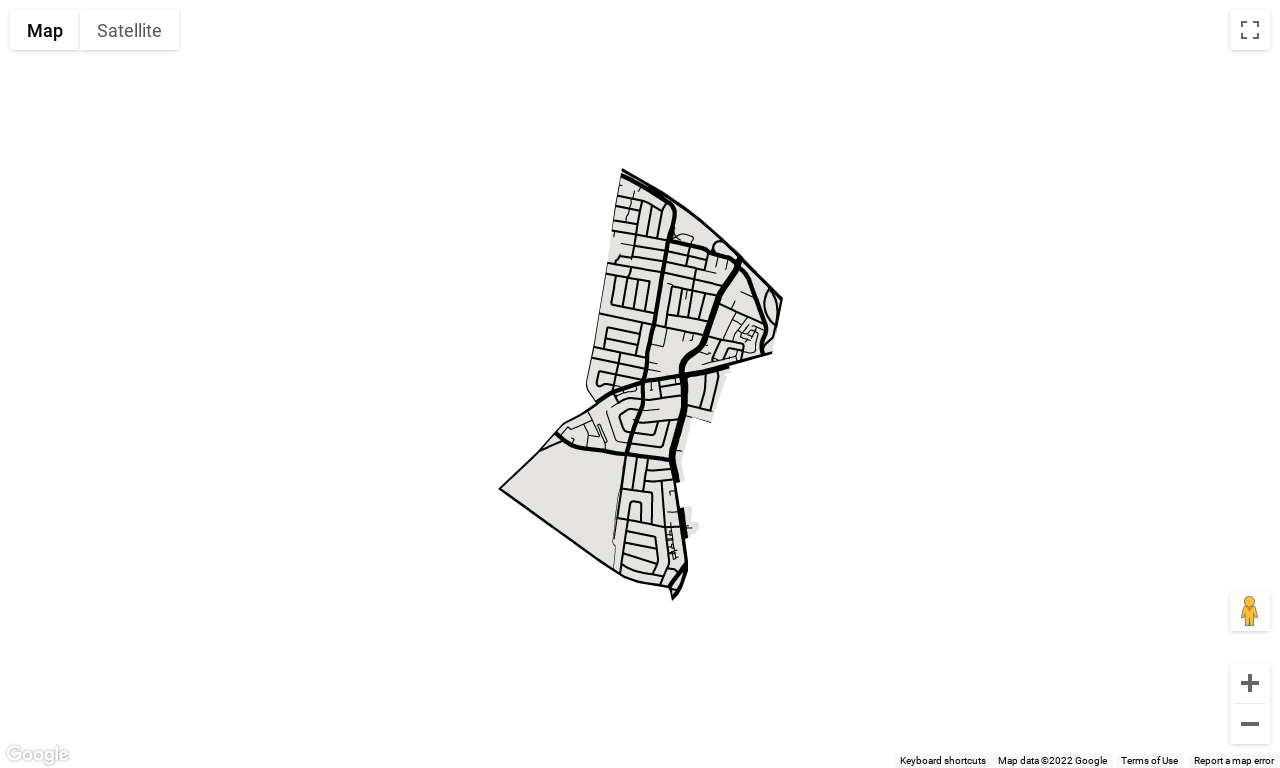 Map Satellite
Google
Keyboard shortcuts Map data ©2022 Google Terms of Use Report a map error